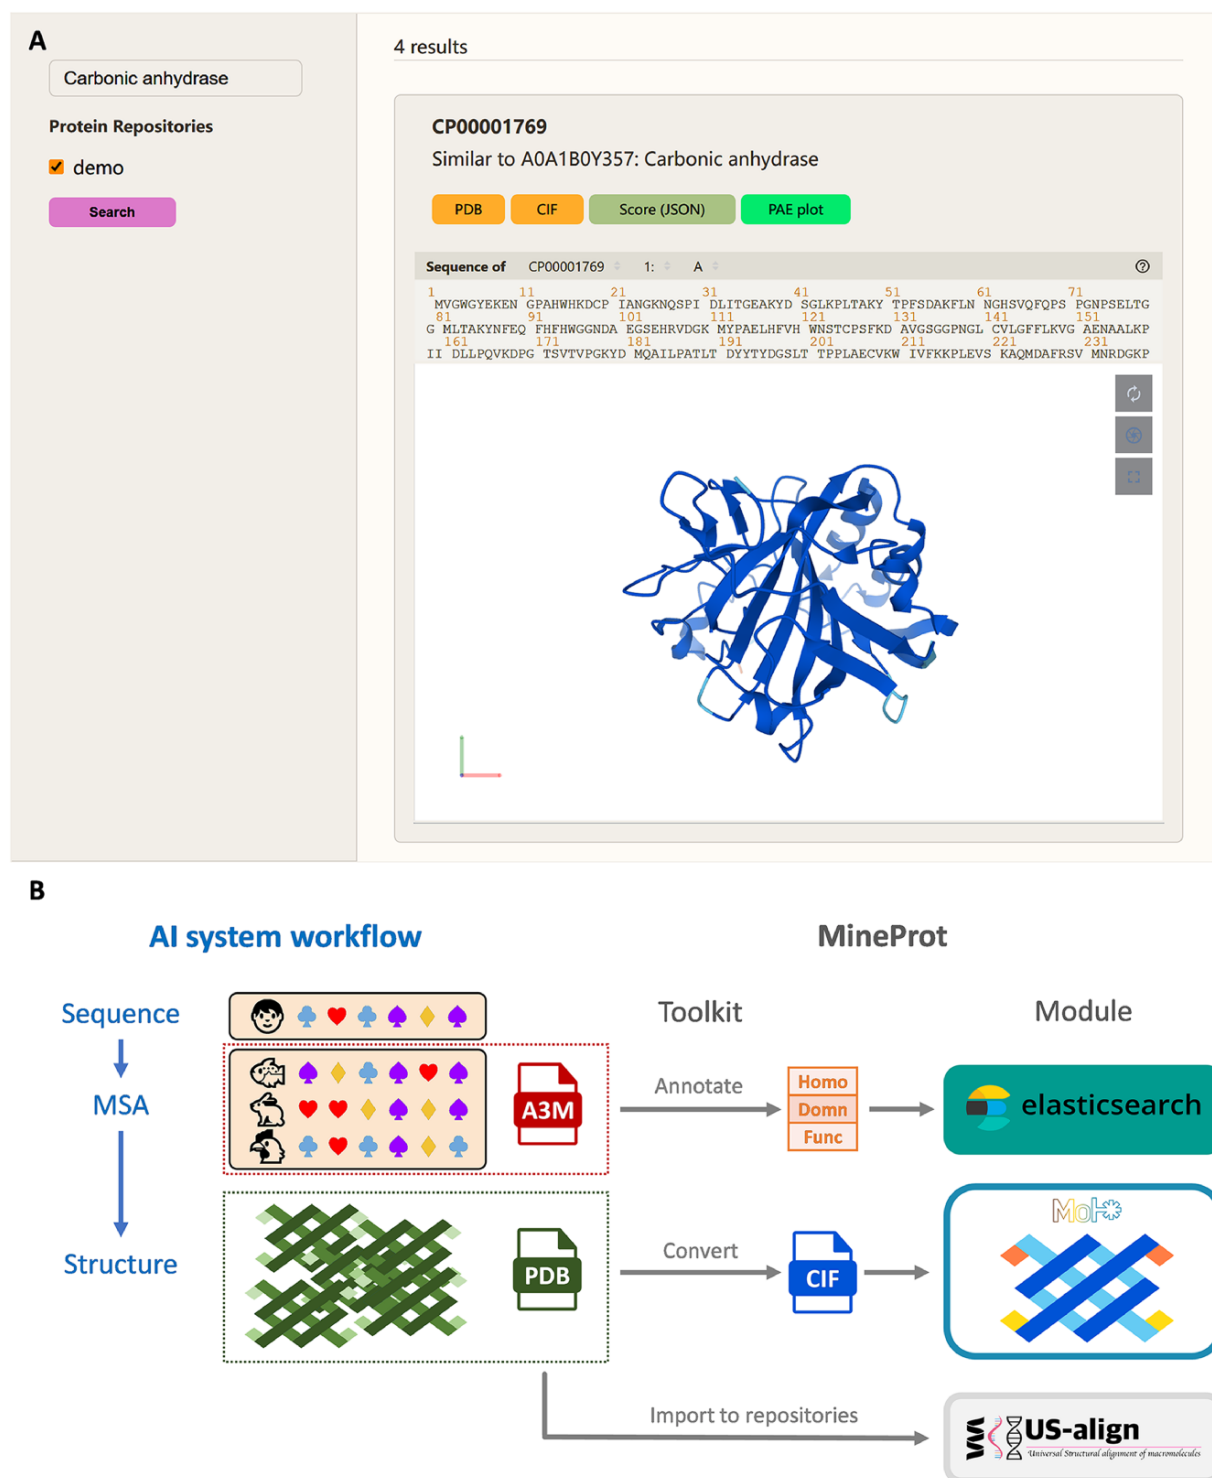 A
Carbonic anhydrase
Protein Repositories
demo
Search
4 results
CP00001769
Similar to A0A1B0Y357: Carbonic anhydrase
PDB CIF Score (JSON) PAE plot
Sequence of CP00001769 1: A
1 11 21 31 41 51 61 71
MVGWGYEKEN GPAHWHKDCP IANGKNQSPI DLITGEAKYD SGLKPLTAKY TPFSDAKFLN NGHSVQFQPS PGNPSELTG
81 91 101 111 121 131 141 151
G MLTAKYNFEQ FHFHWGGNDA EGSEHRVDGK MYPAELHFVH WNSTCPSFKD AVGSGGPNGL CVLGFFLKVG AENAALKP
161 171 181 191 201 211 221 231
II DLLPQVKDPG TSVTVPGKYD MQAILPATLT DYYTYDGSLT TPPLAECVKW IVFKKPLEVS KAQMDAFRSV MNRDGKP
B
AI system workflow
MineProt
Sequence
Toolkit
Module
MSA
A3M
Annotate
Homo
Domn
Func
elasticsearch
Structure
PDB
Convert
CIF
Mol*
Import to repositories
US-align
Universal Structural alignment of macromolecules